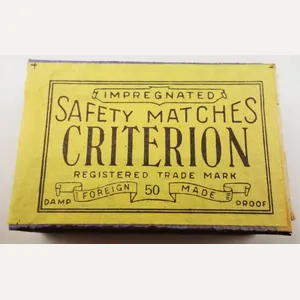 IMPREGNATED
SAFETY MATCHES
CRITERION
REGISTERED TRADE MARK
FOREIGN 50 MADE
DAMP PROOF